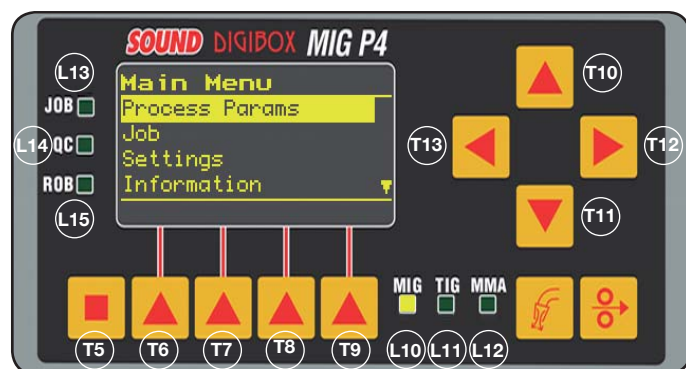 SOUND DIGIBOX MIG P4
L13
JOB
L14 QC
ROB
L15
Main Menu
Process Params
Job
Settings
Information
T10
T13
T12
T11
MIG TIG MMA
T5 T6 T7 T8 T9 L10 L11 L12